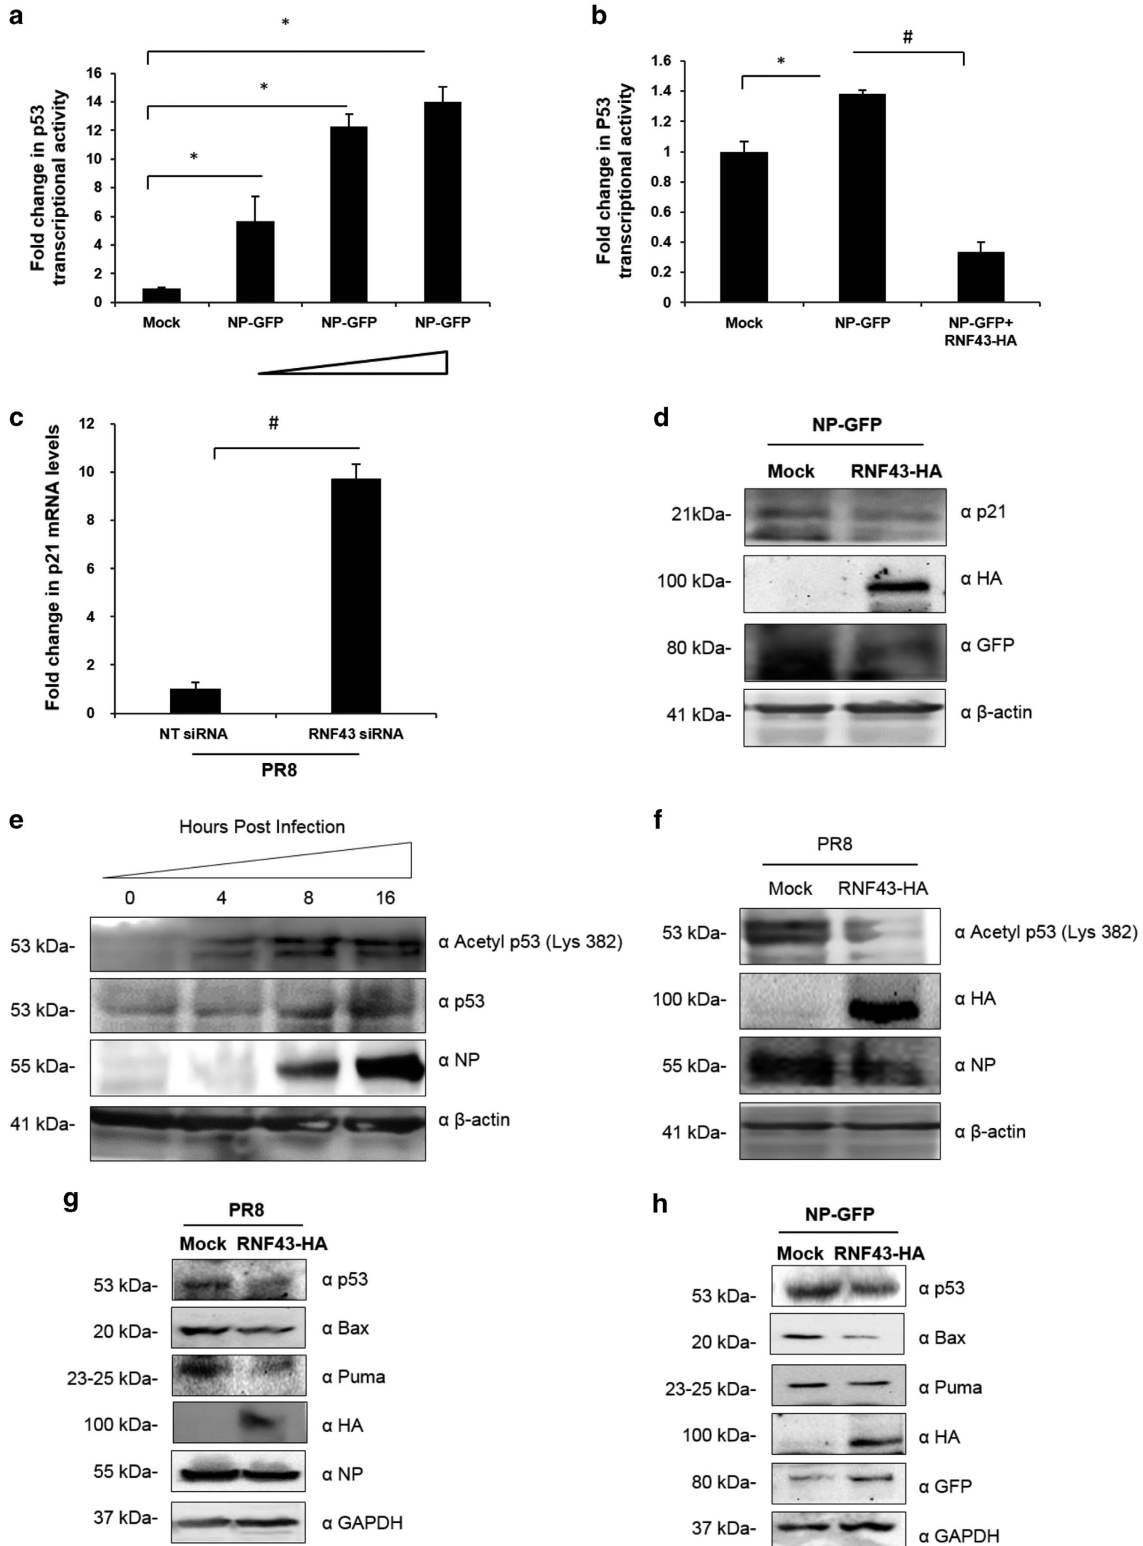 a
*
*
*
Fold change in p53
transcriptional activity
16
14
12
10
8
6
4
2
0
Mock
NP-GFP
NP-GFP
NP-GFP
b
#
*
Fold change in P53
transcriptional activity
1.6
1.4
1.2
1
0.8
0.6
0.4
0.2
0
Mock
NP-GFP
NP-GFP+
RNF43-HA
c
#
Fold change in p21 mRNA levels
12
10
8
6
4
2
0
NT siRNA
RNF43 siRNA
PR8
d
NP-GFP
Mock RNF43-HA
21kDa- α p21
100 kDa- α HA
80 kDa- α GFP
41 kDa- α β-actin
e
Hours Post Infection
0 4 8 16
53 kDa- α Acetyl p53 (Lys 382)
53 kDa- α p53
55 kDa- α NP
41 kDa- α β-actin
f
PR8
Mock RNF43-HA
53 kDa- α Acetyl p53 (Lys 382)
100 kDa- α HA
55 kDa- α NP
41 kDa- α β-actin
g
PR8
Mock RNF43-HA
53 kDa- α p53
20 kDa- α Bax
23-25 kDa- α Puma
100 kDa- α HA
55 kDa- α NP
37 kDa- α GAPDH
h
NP-GFP
Mock RNF43-HA
53 kDa- α p53
20 kDa- α Bax
23-25 kDa- α Puma
100 kDa- α HA
80 kDa- α GFP
37 kDa- α GAPDH